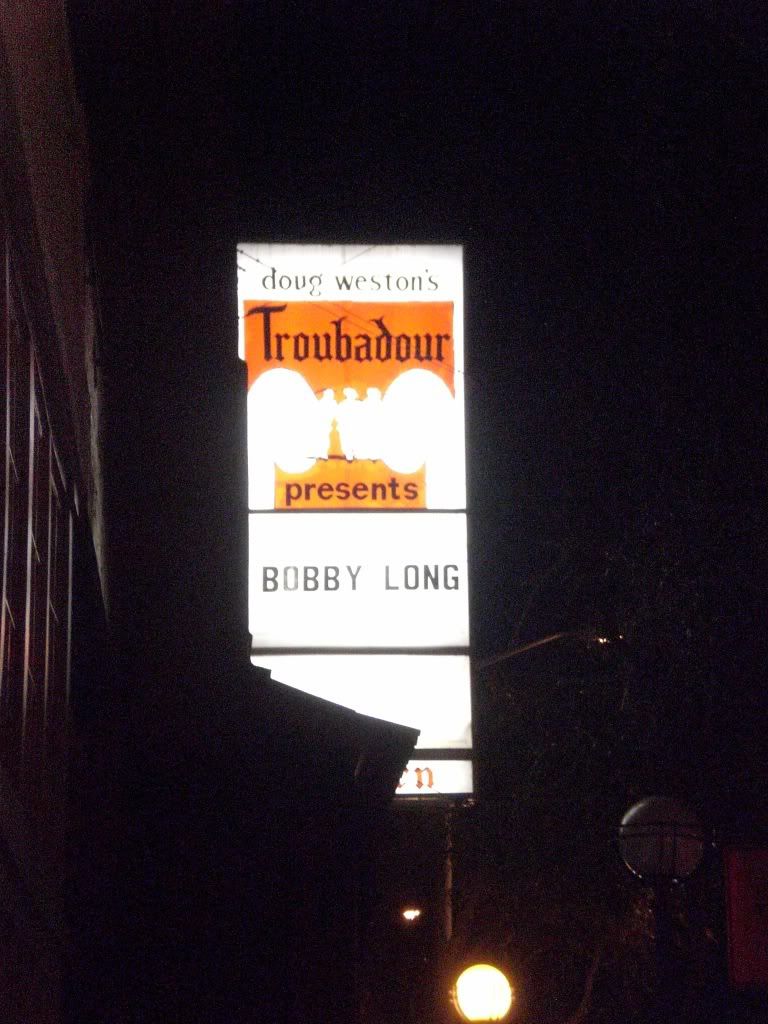 doug weston's
Troubadour
presents
BOBBY LONG